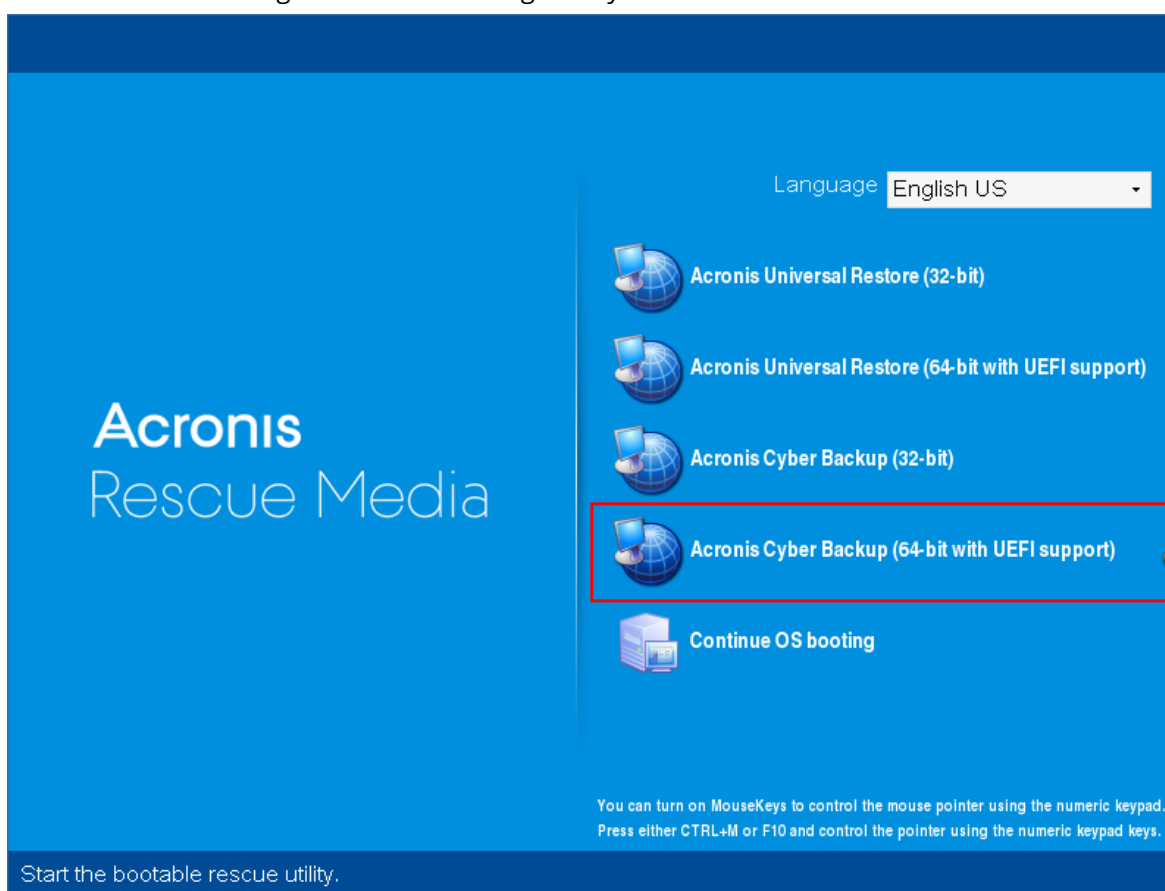 Language English US
Acronis Universal Restore (32-bit)
Acronis Universal Restore (64-bit with UEFI support)
Acronis
Rescue Media
Acronis Cyber Backup (32-bit)
Acronis Cyber Backup (64-bit with UEFI support)
Continue OS booting
You can turn on MouseKeys to control the mouse pointer using the numeric keypad.
Press either CTRL+M or F10 and control the pointer using the numeric keypad keys.
Start the bootable rescue utility.